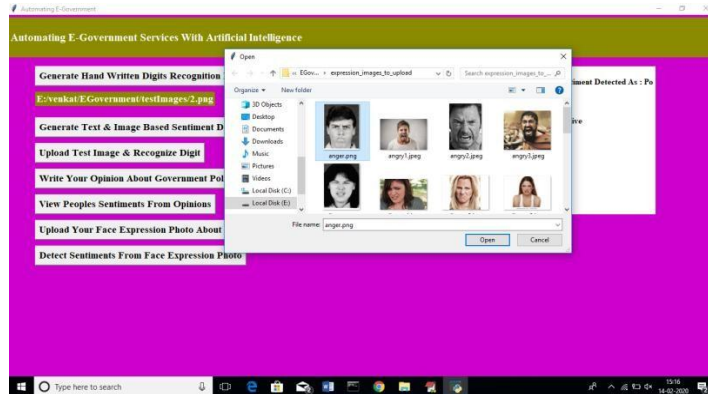 Automating E-Government
Automating E-Government Services With Artificial Intelligence
Generate Hand Written Digits Recognition
E:/venkat/EGovernment/testImages/2.png
Generate Text & Image Based Sentiment D
Upload Test Image & Recognize Digit
Write Your Opinion About Government Pol
View Peoples Sentiments From Opinions
Upload Your Face Expression Photo About
Detect Sentiments From Face Expression Photo
Open
« EGov... › expression_images_to_upload
Search expression_images_to_...
Organize
New folder
3D Objects
Desktop
Documents
Downloads
Music
Pictures
Videos
Local Disk (C:)
Local Disk (E:)
anger.png
angry1.jpeg
angry2.jpeg
angry3.jpeg
File name:
anger.png
Open
Cancel
iment Detected As : Po
ive
Type here to search
15:16
14-02-2020